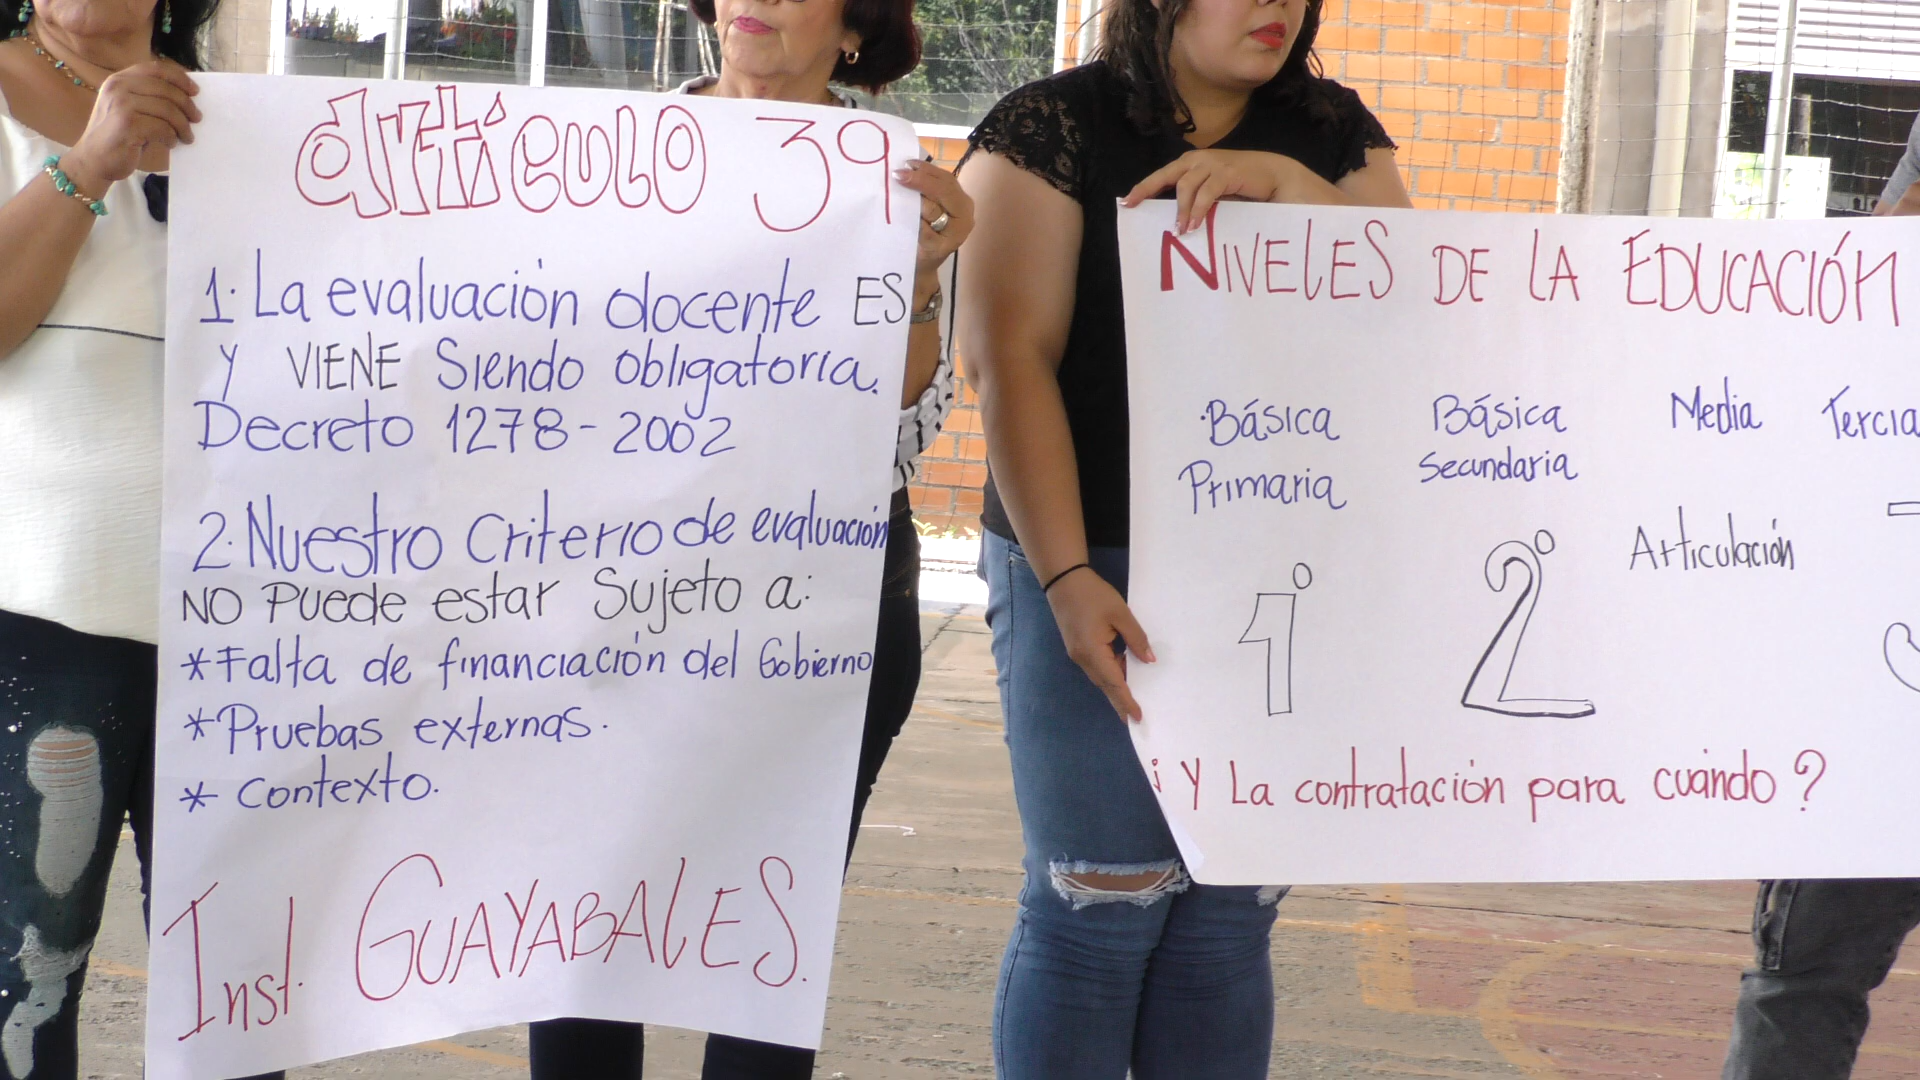 Artículo 39
1. La evaluación docente ES
y VIENE Siendo obligatoria.
Decreto 1278-2002
2. Nuestro Criterio de evaluación
NO PUEDE estar Sujeto a:
* Falta de financiación del Gobierno
* Pruebas externas.
* Contexto.
Inst. GUAYABALES.
NIVELES DE LA EDUCACIÓN
Básica Primaria
Básica Secundaria
Media
Articulación
1°
2°
¿ Y La contratación para cuándo ?